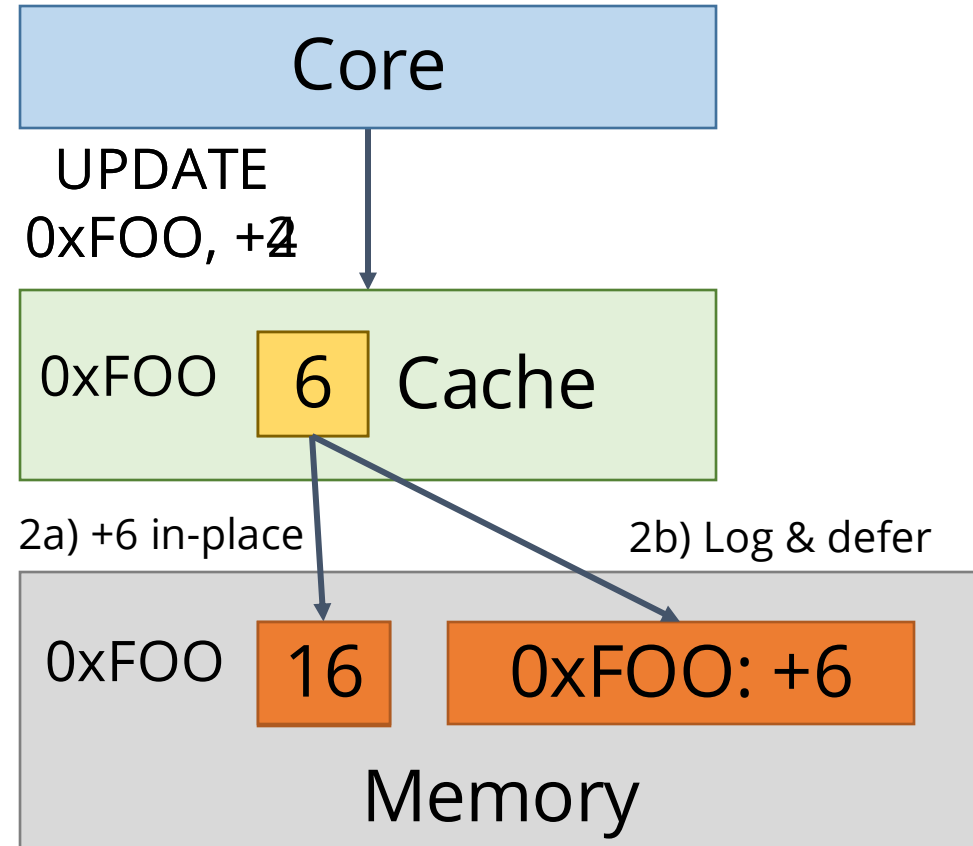 Core
UPDATE
0xFOO, +
0xFOO
6
Cache
2a) +6 in-place
2b) Log & defer
0xFOO
16
0xFOO: +6
Memory